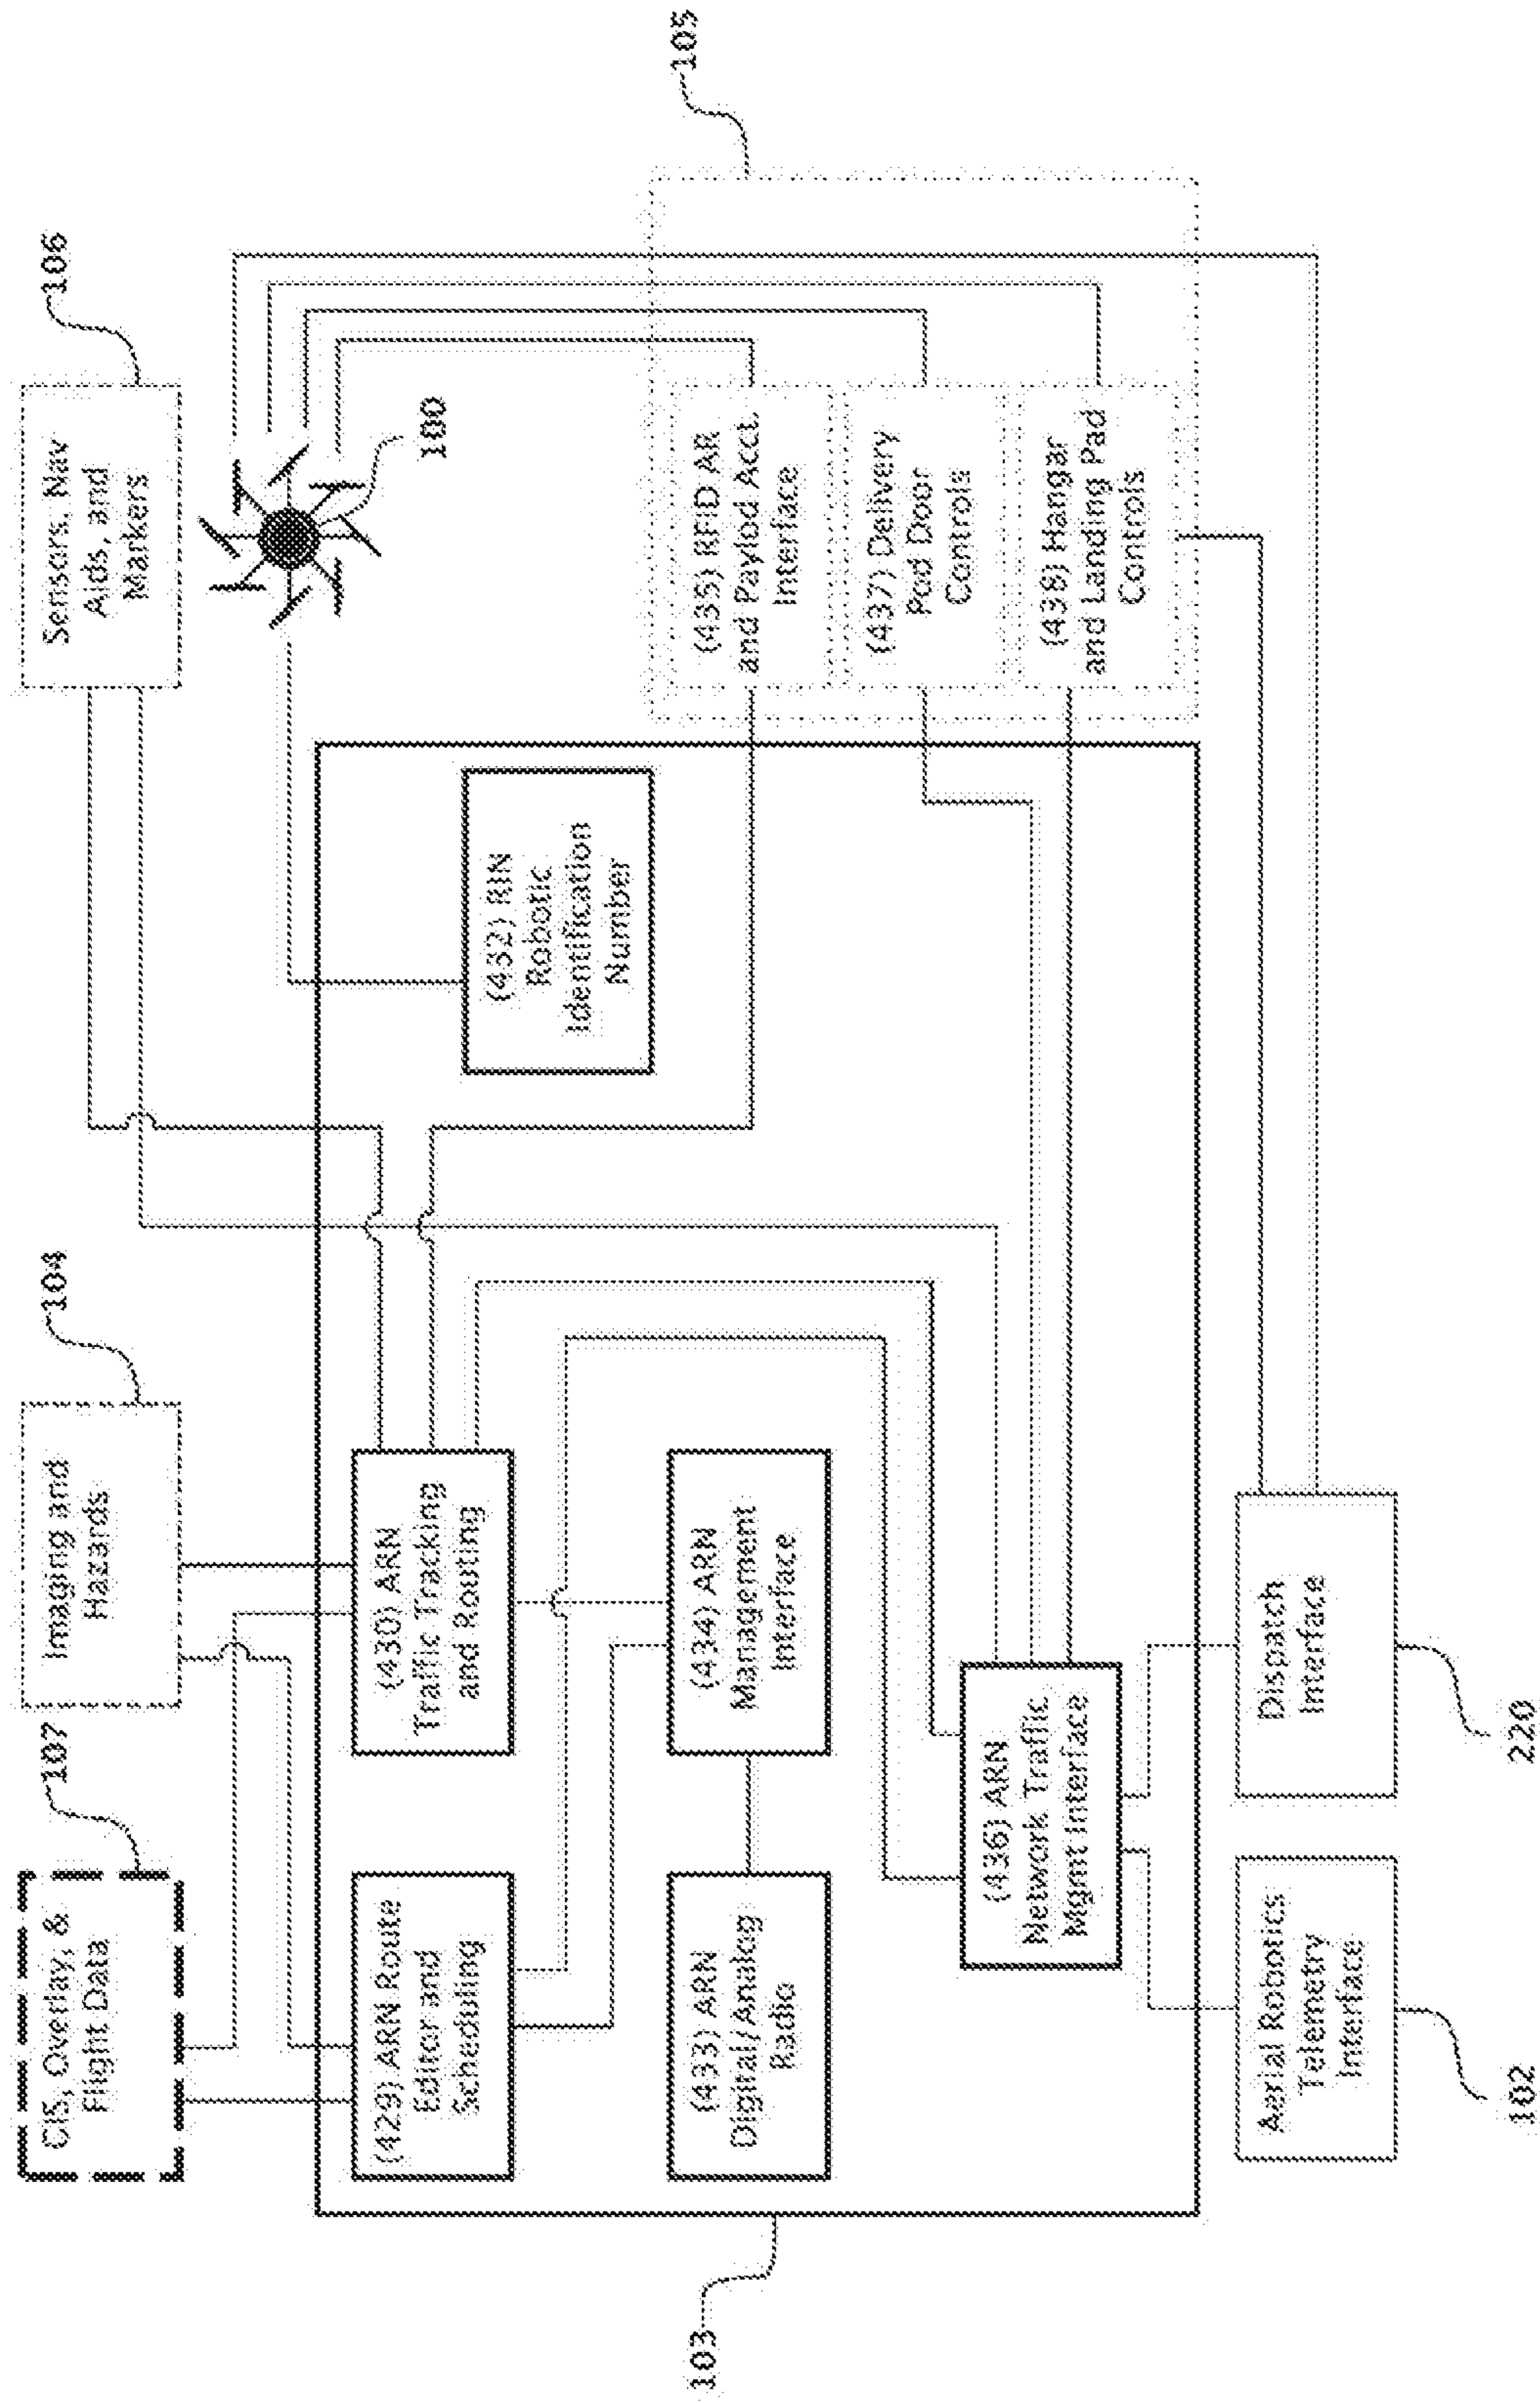 107
104
106
GIS, Overlay, &
Flight Data
Imaging and
Hazards
Sensors, Nav
Aids, and
Markers
100
(429) ARN Route
Editor and
Scheduling
(430) ARN
Traffic Tracking
and Routing
(432) RIN
Robotic
Identification
Number
105
103
(433) ARN
Digital/Analog
Radio
(434) ARN
Management
Interface
(435) RFID AR
and Paylod Acct.
Interface
(437) Delivery
Pod Door
Controls
(436) ARN
Network Traffic
Mgmt Interface
(438) Hangar
and Landing Pad
Controls
Aerial Robotics
Telemetry
Interface
Dispatch
Interface
102
220